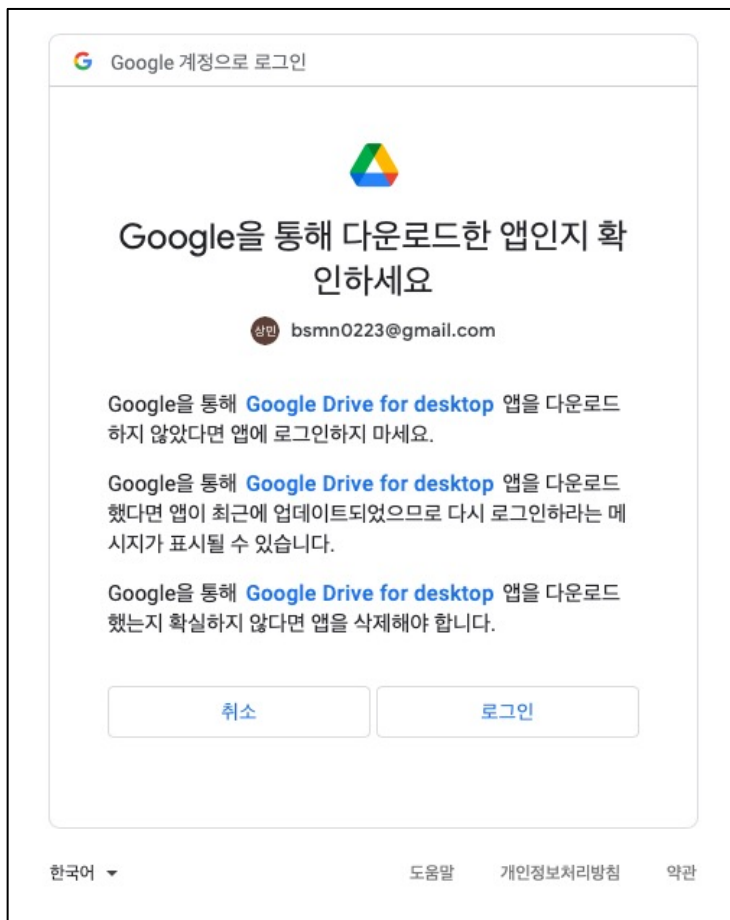 Google 계정으로 로그인
Google을 통해 다운로드한 앱인지 확
인하세요
상민 bsmn0223@gmail.com
Google을 통해 Google Drive for desktop 앱을 다운로드
하지 않았다면 앱에 로그인하지 마세요.
Google을 통해 Google Drive for desktop 앱을 다운로드
했다면 앱이 최근에 업데이트되었으므로 다시 로그인하라는 메
시지가 표시될 수 있습니다.
Google을 통해 Google Drive for desktop 앱을 다운로드
했는지 확실하지 않다면 앱을 삭제해야 합니다.
취소 로그인
한국어 도움말 개인정보처리방침 약관